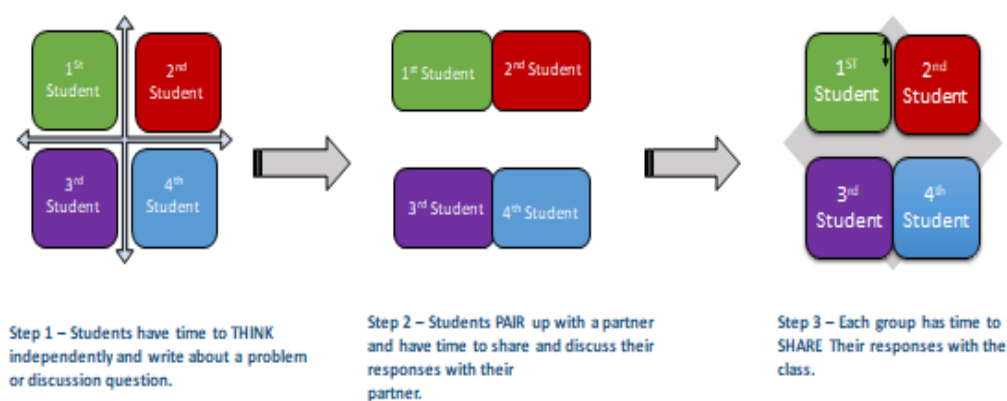 1St
Student
2nd
Student
3rd
Student
4th
Student
1st Student
2nd Student
3rd Student
4th Student
1ST
Student
2nd
Student
3rd
Student
4th
Student
Step 1 – Students have time to THINK
independently and write about a problem
or discussion question.
Step 2 – Students PAIR up with a partner
and have time to share and discuss their
responses with their
partner.
Step 3 – Each group has time to
SHARE Their responses with the
class.